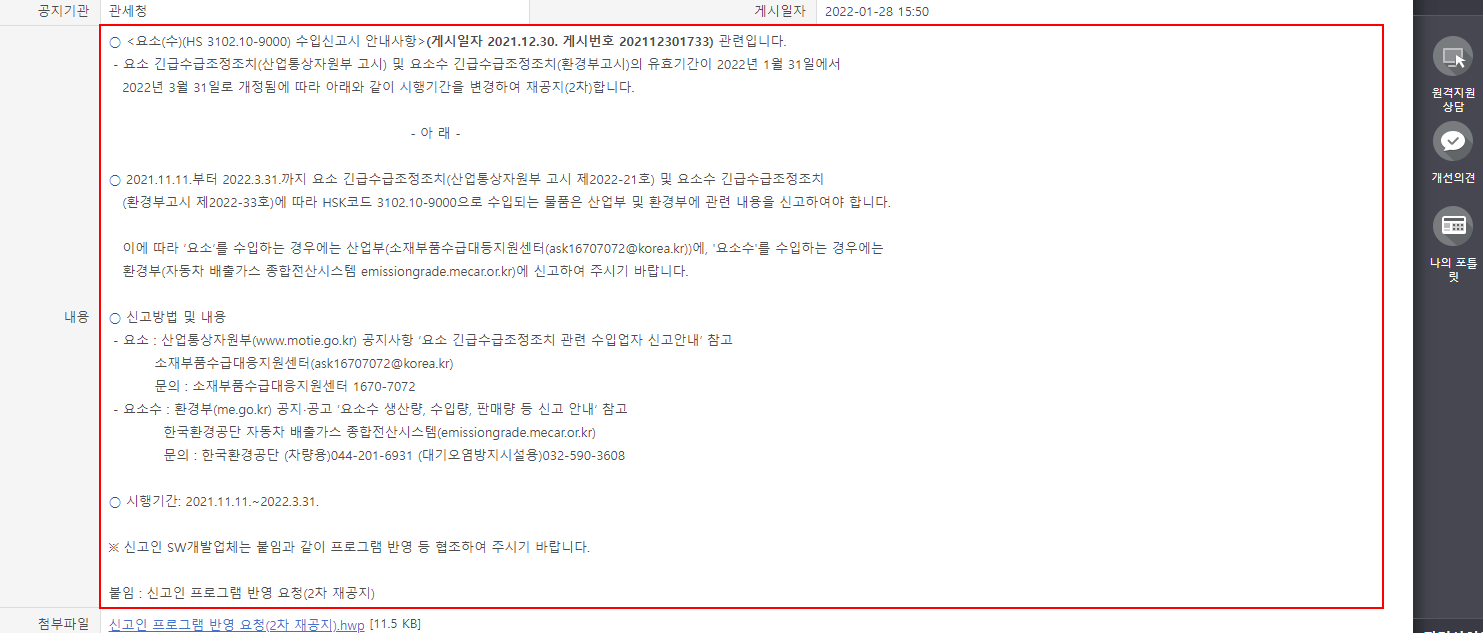 공지기관 관세청 게시일자 2022-01-28 15:50
○ <요소(수)(HS 3102.10-9000) 수입신고시 안내사항>(게시일자 2021.12.30. 게시번호 202112301733) 관련입니다.
- 요소 긴급수급조정조치(산업통상자원부 고시) 및 요소수 긴급수급조정조치(환경부고시)의 유효기간이 2022년 1월 31일에서
2022년 3월 31일로 개정됨에 따라 아래와 같이 시행기간을 변경하여 재공지(2차)합니다.
- 아 래 -
○ 2021.11.11.부터 2022.3.31.까지 요소 긴급수급조정조치(산업통상자원부 고시 제2022-21호) 및 요소수 긴급수급조정조치
(환경부고시 제2022-33호)에 따라 HSK코드 3102.10-9000으로 수입되는 물품은 산업부 및 환경부에 관련 내용을 신고하여야 합니다.
이에 따라 '요소'를 수입하는 경우에는 산업부(소재부품수급대등지원센터(ask16707072@korea.kr))에, '요소수'를 수입하는 경우에는
환경부(자동차 배출가스 종합전산시스템 emissiongrade.mecar.or.kr)에 신고하여 주시기 바랍니다.
내용
○ 신고방법 및 내용
- 요소 : 산업통상자원부(www.motie.go.kr) 공지사항 '요소 긴급수급조정조치 관련 수입업자 신고안내' 참고
소재부품수급대응지원센터(ask16707072@korea.kr)
문의 : 소재부품수급대응지원센터 1670-7072
- 요소수 : 환경부(me.go.kr) 공지·공고 '요소수 생산량, 수입량, 판매량 등 신고 안내' 참고
한국환경공단 자동차 배출가스 종합전산시스템(emissiongrade.mecar.or.kr)
문의 : 한국환경공단 (차량용)044-201-6931 (대기오염방지시설용)032-590-3608
○ 시행기간: 2021.11.11.~2022.3.31.
※ 신고인 SW개발업체는 붙임과 같이 프로그램 반영 등 협조하여 주시기 바랍니다.
붙임 : 신고인 프로그램 반영 요청(2차 재공지)
첨부파일 신고인 프로그램 반영 요청(2차 재공지).hwp [11.5 KB]
원격지원
상담
개선의견
나의 포틀
릿